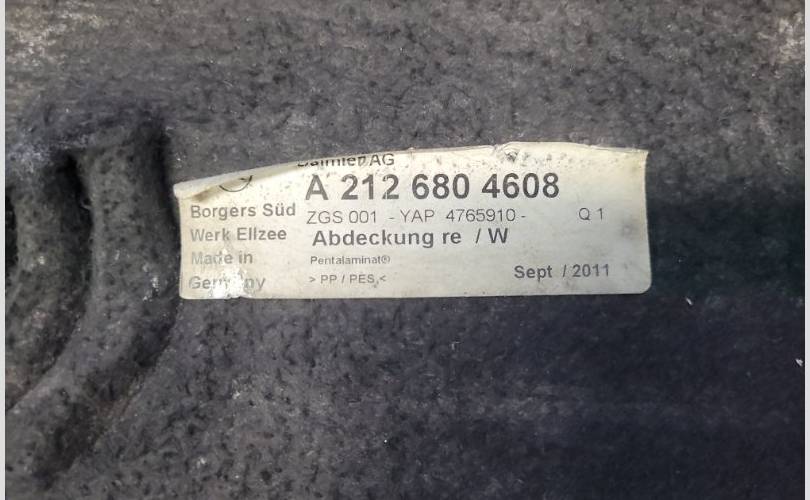 Daimler AG
A 212 680 4608
Borgers Süd ZGS 001 - YAP 4765910 - Q 1
Werk Ellzee Abdeckung re / W
Made in Pentalaminat®
Germany > PP / PES, <
Sept / 2011